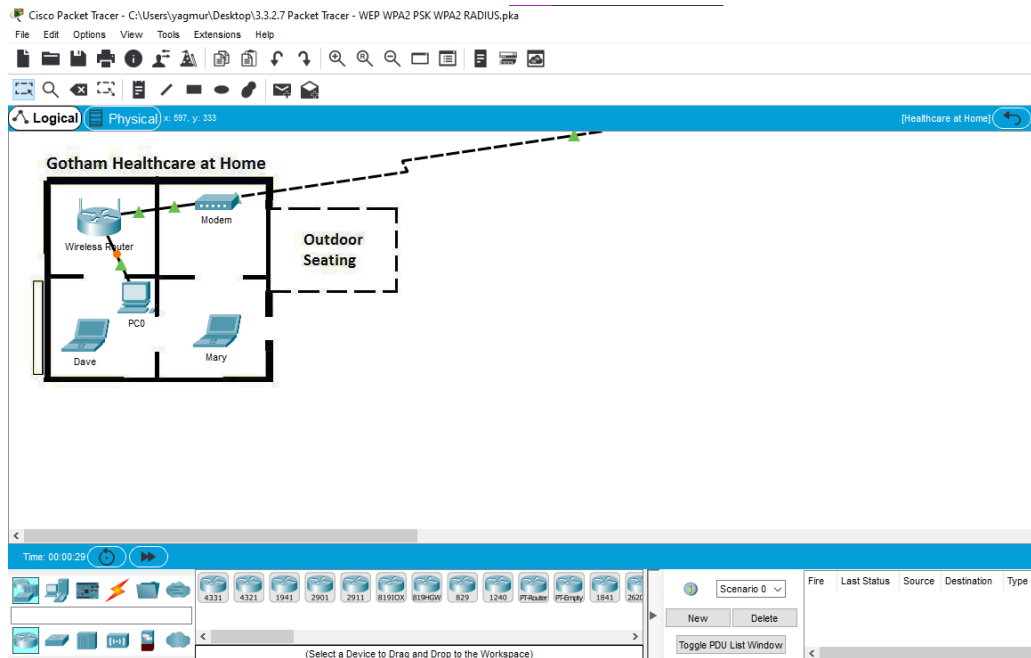 Cisco Packet Tracer - C:\Users\yagmur\Desktop\3.3.2.7 Packet Tracer - WEP WPA2 PSK WPA2 RADIUS.pka
File Edit Options View Tools Extensions Help
Logical Physical x: 597, y: 333 [Healthcare at Home]
Gotham Healthcare at Home
Modem
Wireless Router
Outdoor
Seating
PC0
Dave
Mary
Time: 00:00:29
4331 4321 1941 2901 2911 819IOX 819HGW 829 1240 PT-Router PT-Empty 1841 2620
Scenario 0
New Delete
Toggle PDU List Window
Fire Last Status Source Destination Type
(Select a Device to Drag and Drop to the Workspace)